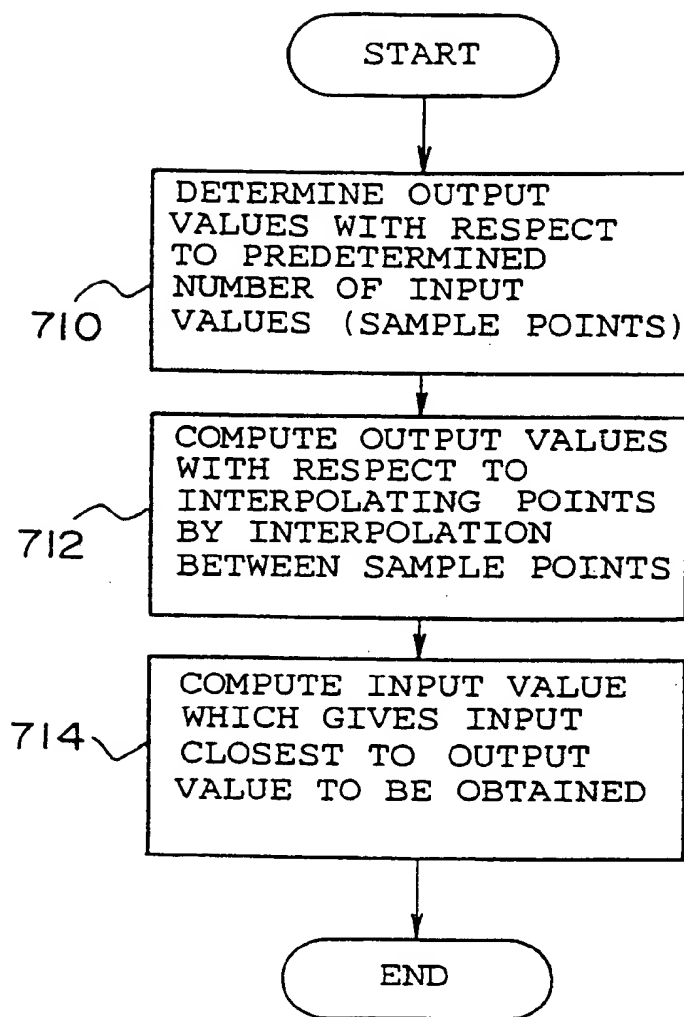 START
DETERMINE OUTPUT
VALUES WITH RESPECT
TO PREDETERMINED
NUMBER OF INPUT
VALUES (SAMPLE POINTS)
710
COMPUTE OUTPUT VALUES
WITH RESPECT TO
INTERPOLATING POINTS
BY INTERPOLATION
BETWEEN SAMPLE POINTS
712
COMPUTE INPUT VALUE
WHICH GIVES INPUT
CLOSEST TO OUTPUT
VALUE TO BE OBTAINED
714
END